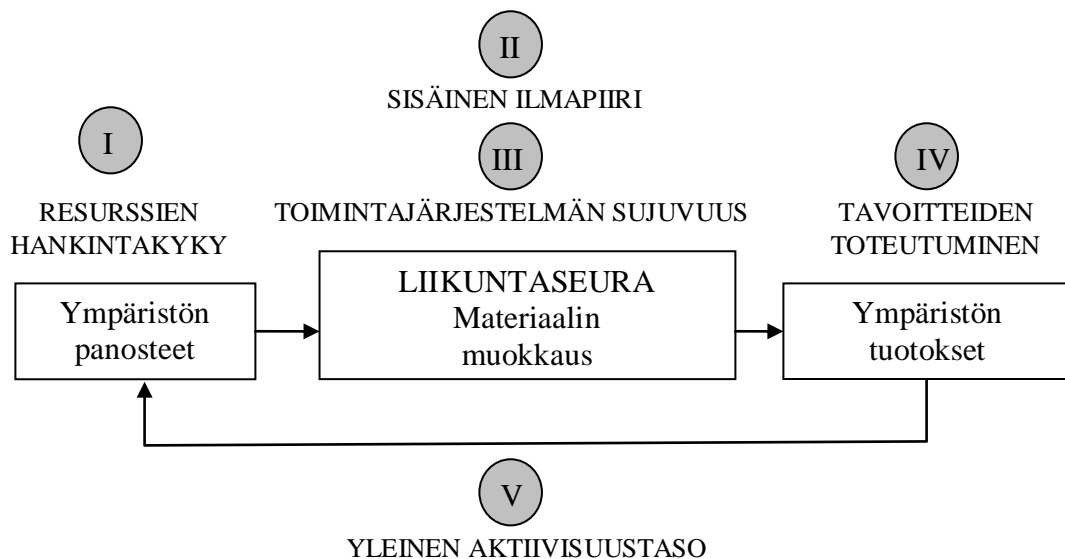 II
SISÄINEN ILMAPIIRI
I
RESURSSIEN
HANKINTAKYKY
III
TOIMINTAJÄRJESTELMÄN SUJUVUUS
IV
TAVOITTEIDEN
TOTEUTUMINEN
Ympäristön
panosteet
LIIKUNTASEURA
Materiaalin
muokkaus
Ympäristön
tuotokset
V
YLEINEN AKTIIVISUUSTASO